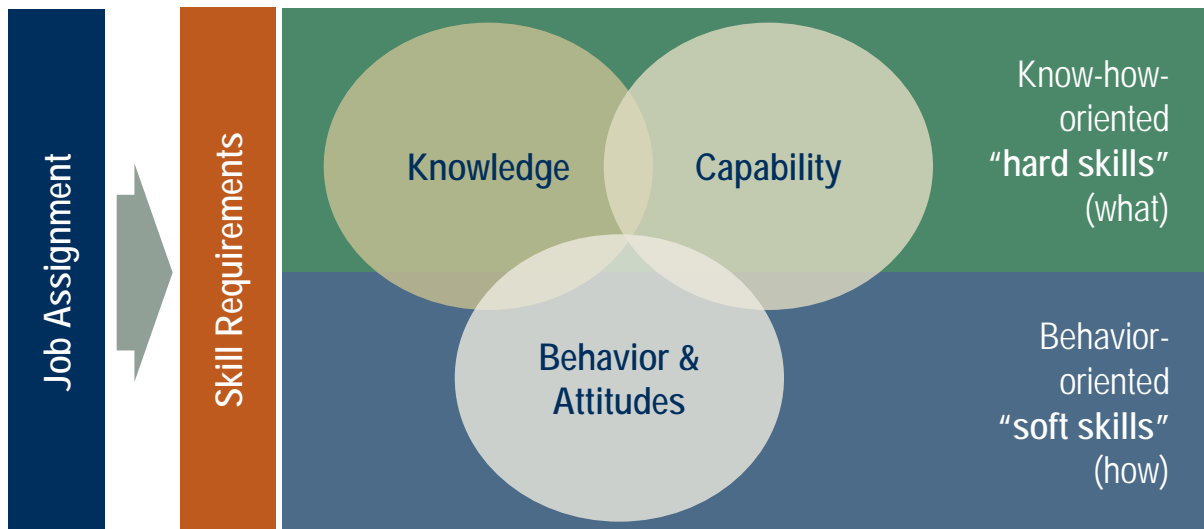 Job Assignment
Skill Requirements
Knowledge
Capability
Behavior &
Attitudes
Know-how-
oriented
“hard skills”
(what)
Behavior-
oriented
“soft skills”
(how)